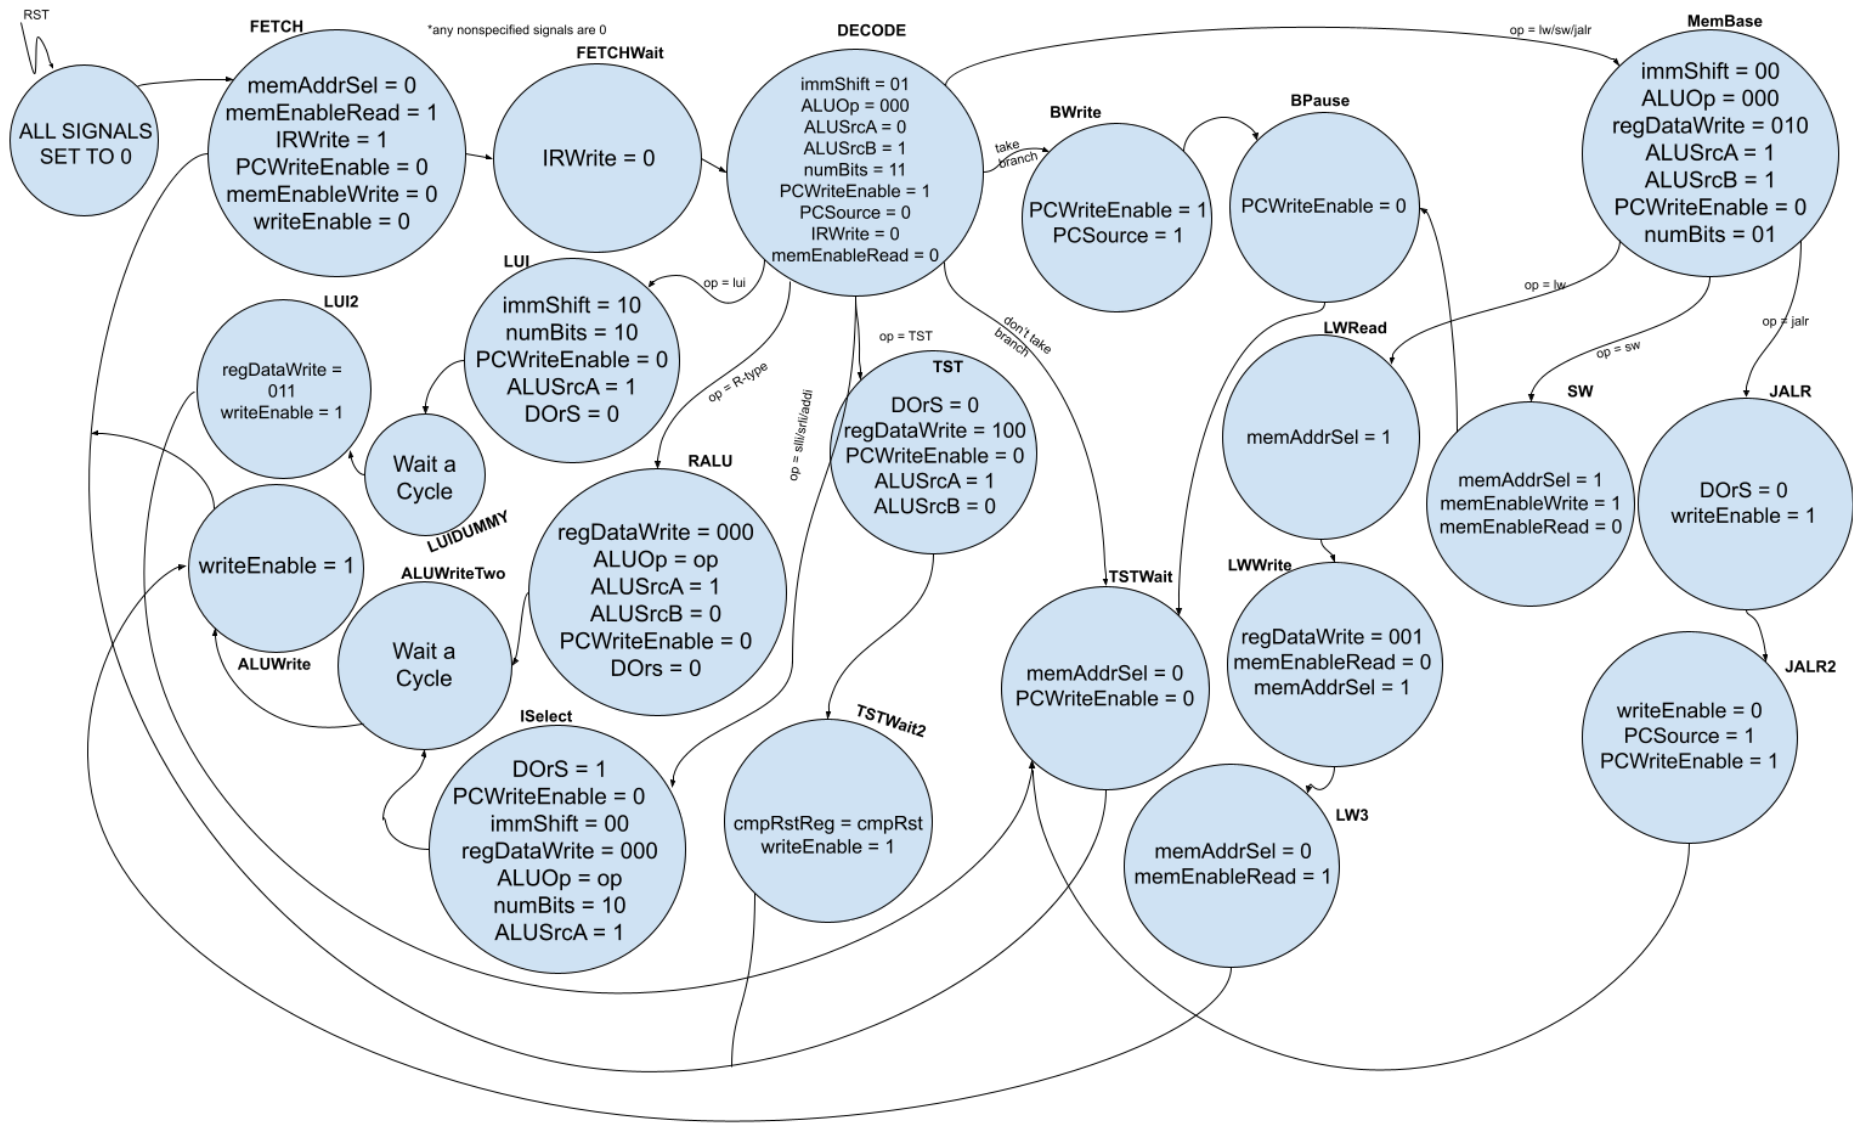 RST
ALL SIGNALS
SET TO 0
FETCH
memAddrSel = 0
memEnableRead = 1
IRWrite = 1
PCWriteEnable = 0
memEnableWrite = 0
writeEnable = 0
*any nonspecified signals are 0
FETCHWait
IRWrite = 0
DECODE
immShift = 01
ALUOp = 000
ALUSrcA = 0
ALUSrcB = 1
numBits = 11
PCWriteEnable = 1
PCSource = 0
IRWrite = 0
memEnableRead = 0
take
branch
BWrite
PCWriteEnable = 1
PCSource = 1
BPause
PCWriteEnable = 0
op = lw/sw/jalr
MemBase
immShift = 00
ALUOp = 000
regDataWrite = 010
ALUSrcA = 1
ALUSrcB = 1
PCWriteEnable = 0
numBits = 01
op = lui
LUI
immShift = 10
numBits = 10
PCWriteEnable = 0
ALUSrcA = 1
DOrS = 0
LUI2
regDataWrite =
011
writeEnable = 1
Wait a
Cycle
LUIDUMMY
op = R-type
op = slli/srli/addi
op = TST
don't take
branch
TST
DOrS = 0
regDataWrite = 100
PCWriteEnable = 0
ALUSrcA = 1
ALUSrcB = 0
op = lw
op = sw
op = jalr
LWRead
memAddrSel = 1
SW
memAddrSel = 1
memEnableWrite = 1
memEnableRead = 0
JALR
DOrS = 0
writeEnable = 1
RALU
regDataWrite = 000
ALUOp = op
ALUSrcA = 1
ALUSrcB = 0
PCWriteEnable = 0
DOrs = 0
writeEnable = 1
ALUWrite
ALUWriteTwo
Wait a
Cycle
TSTWait
memAddrSel = 0
PCWriteEnable = 0
LWWrite
regDataWrite = 001
memEnableRead = 0
memAddrSel = 1
JALR2
writeEnable = 0
PCSource = 1
PCWriteEnable = 1
ISelect
DOrS = 1
PCWriteEnable = 0
immShift = 00
regDataWrite = 000
ALUOp = op
numBits = 10
ALUSrcA = 1
TSTWait2
cmpRstReg = cmpRst
writeEnable = 1
LW3
memAddrSel = 0
memEnableRead = 1